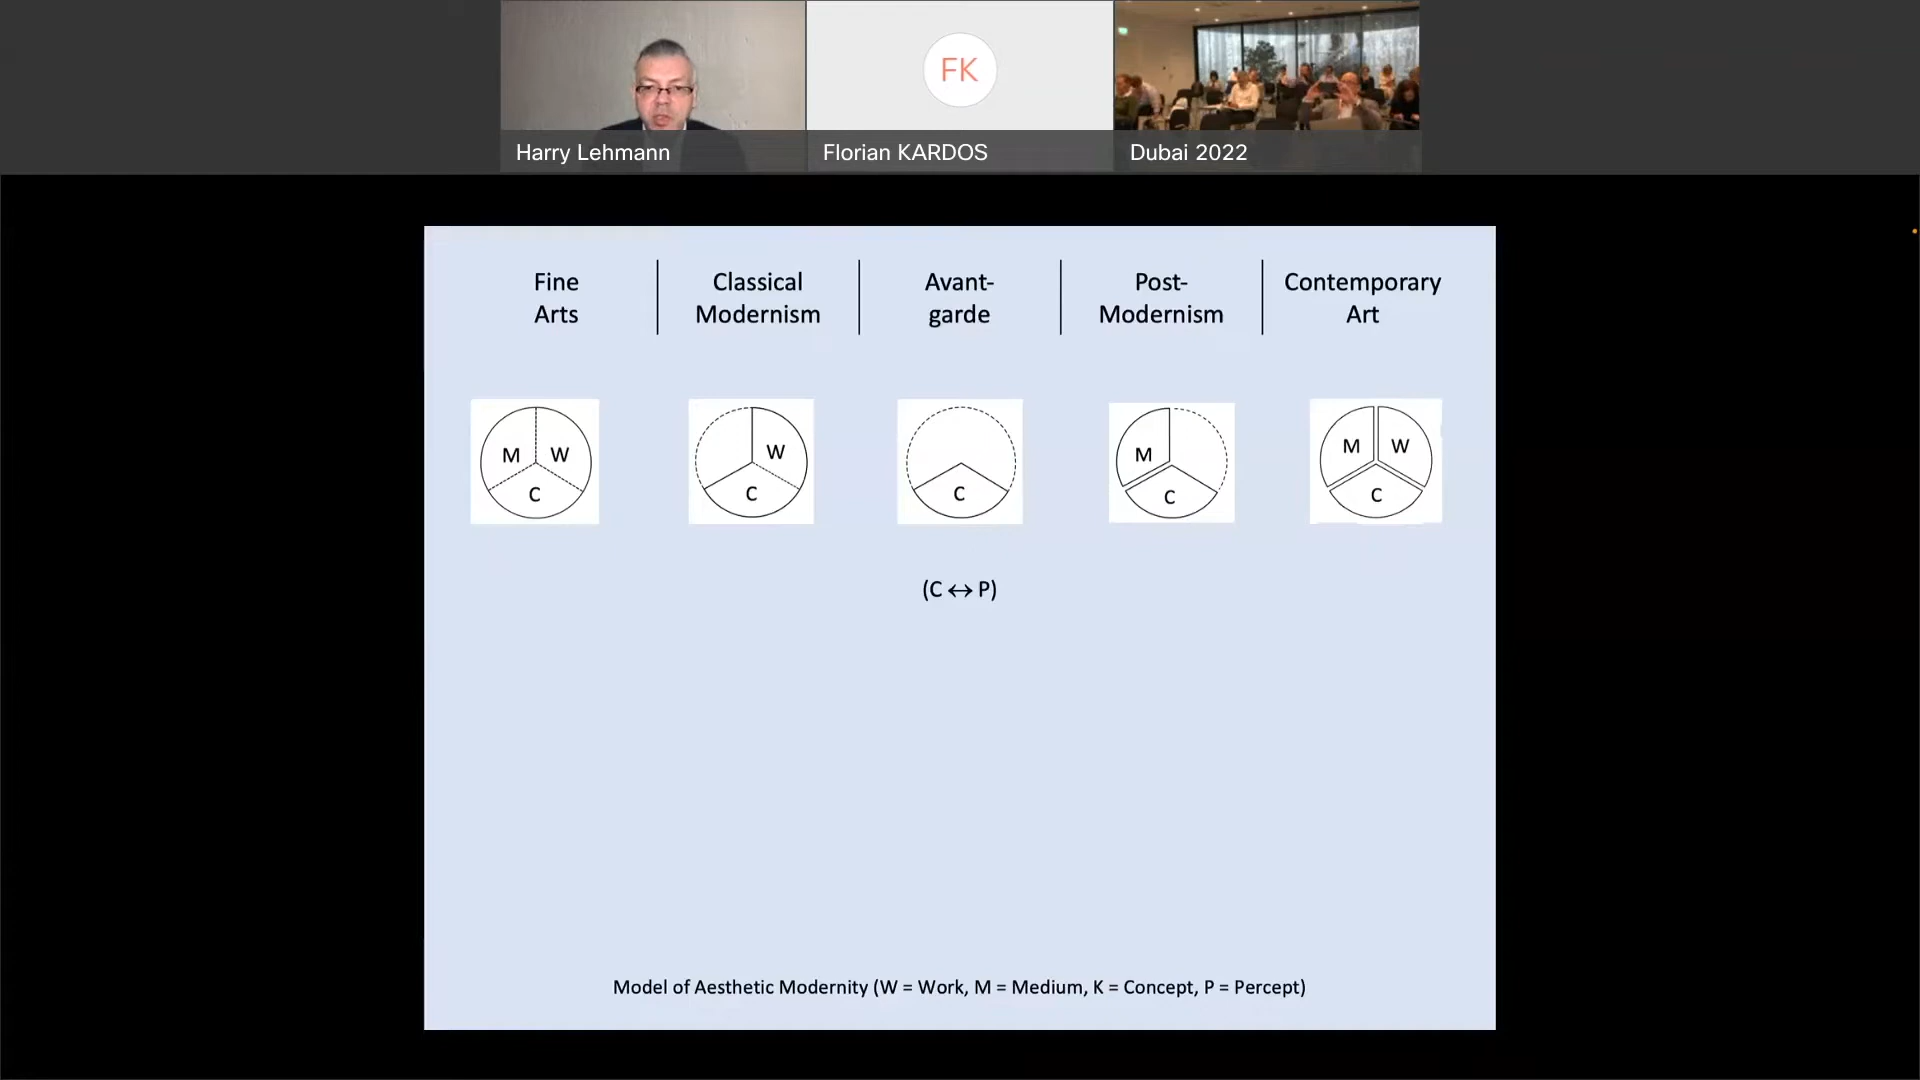 FK
Harry Lehmann
Florian KARDOS
Dubai 2022
Fine
Arts
Classical
Modernism
Avant-
garde
Post-
Modernism
Contemporary
Art
M W
C
W
C
C
M
C
M W
C
(C ↔ P)
Model of Aesthetic Modernity (W = Work, M = Medium, K = Concept, P = Percept)